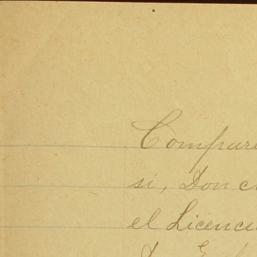 Compare
si, Don c
el Licenci